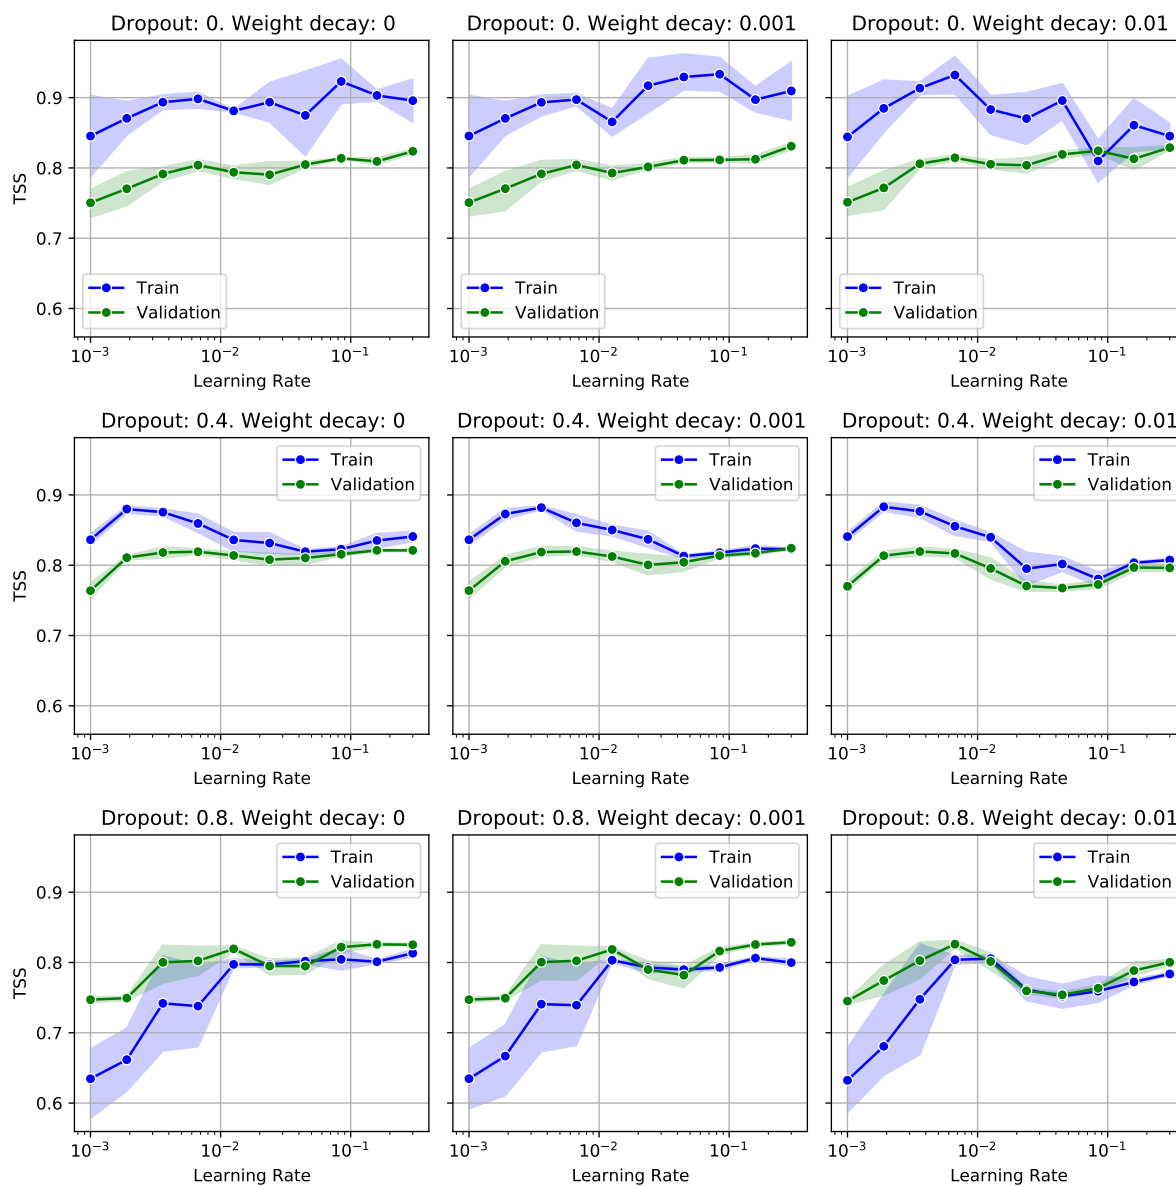 Dropout: 0. Weight decay: 0
Dropout: 0. Weight decay: 0.001
Dropout: 0. Weight decay: 0.01
TSS
0.9
0.8
0.7
0.6
Train
Validation
Train
Validation
Train
Validation
10⁻³
10⁻²
10⁻¹
10⁻³
10⁻²
10⁻¹
10⁻³
10⁻²
10⁻¹
Learning Rate
Learning Rate
Learning Rate
Dropout: 0.4. Weight decay: 0
Dropout: 0.4. Weight decay: 0.001
Dropout: 0.4. Weight decay: 0.01
TSS
0.9
0.8
0.7
0.6
Train
Validation
Train
Validation
Train
Validation
10⁻³
10⁻²
10⁻¹
10⁻³
10⁻²
10⁻¹
10⁻³
10⁻²
10⁻¹
Learning Rate
Learning Rate
Learning Rate
Dropout: 0.8. Weight decay: 0
Dropout: 0.8. Weight decay: 0.001
Dropout: 0.8. Weight decay: 0.01
TSS
0.9
0.8
0.7
0.6
Train
Validation
Train
Validation
Train
Validation
10⁻³
10⁻²
10⁻¹
10⁻³
10⁻²
10⁻¹
10⁻³
10⁻²
10⁻¹
Learning Rate
Learning Rate
Learning Rate